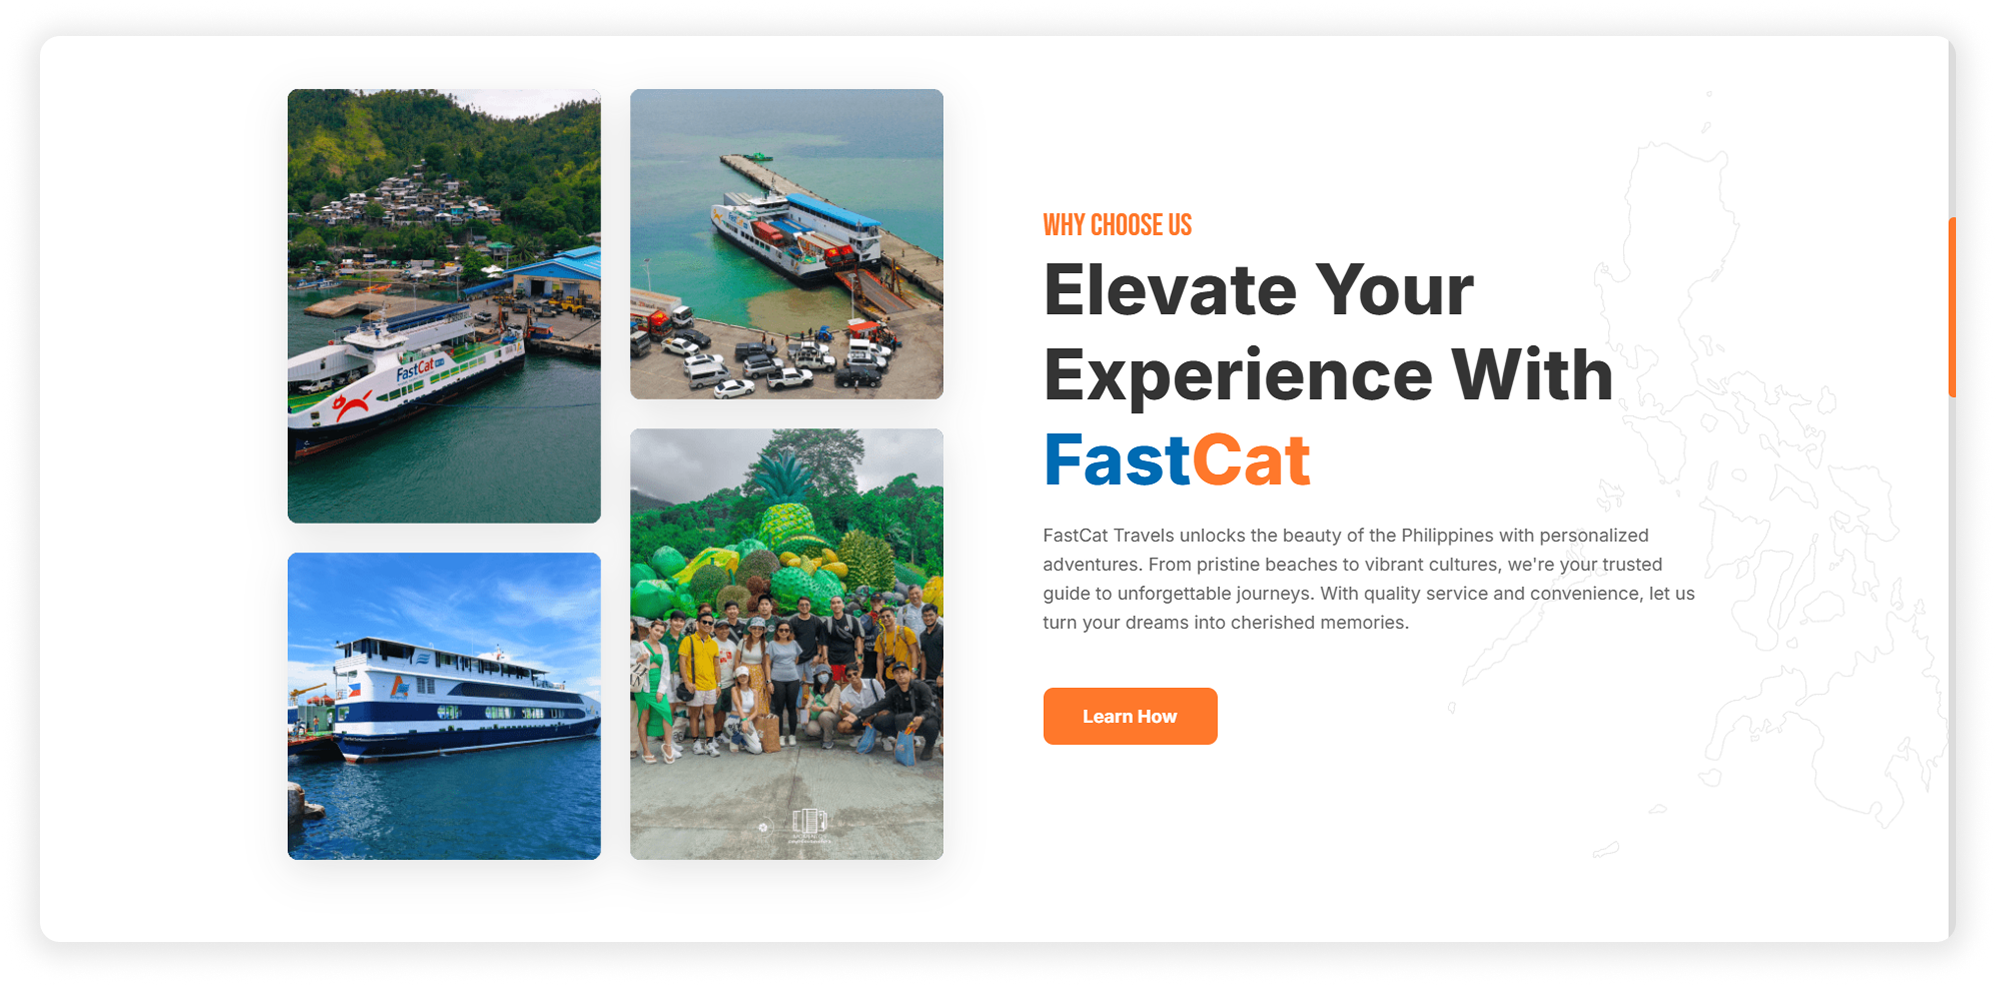 WHY CHOOSE US
Elevate Your
Experience With
FastCat
FastCat Travels unlocks the beauty of the Philippines with personalized
adventures. From pristine beaches to vibrant cultures, we're your trusted
guide to unforgettable journeys. With quality service and convenience, let us
turn your dreams into cherished memories.
Learn How
FastCat
FastCat